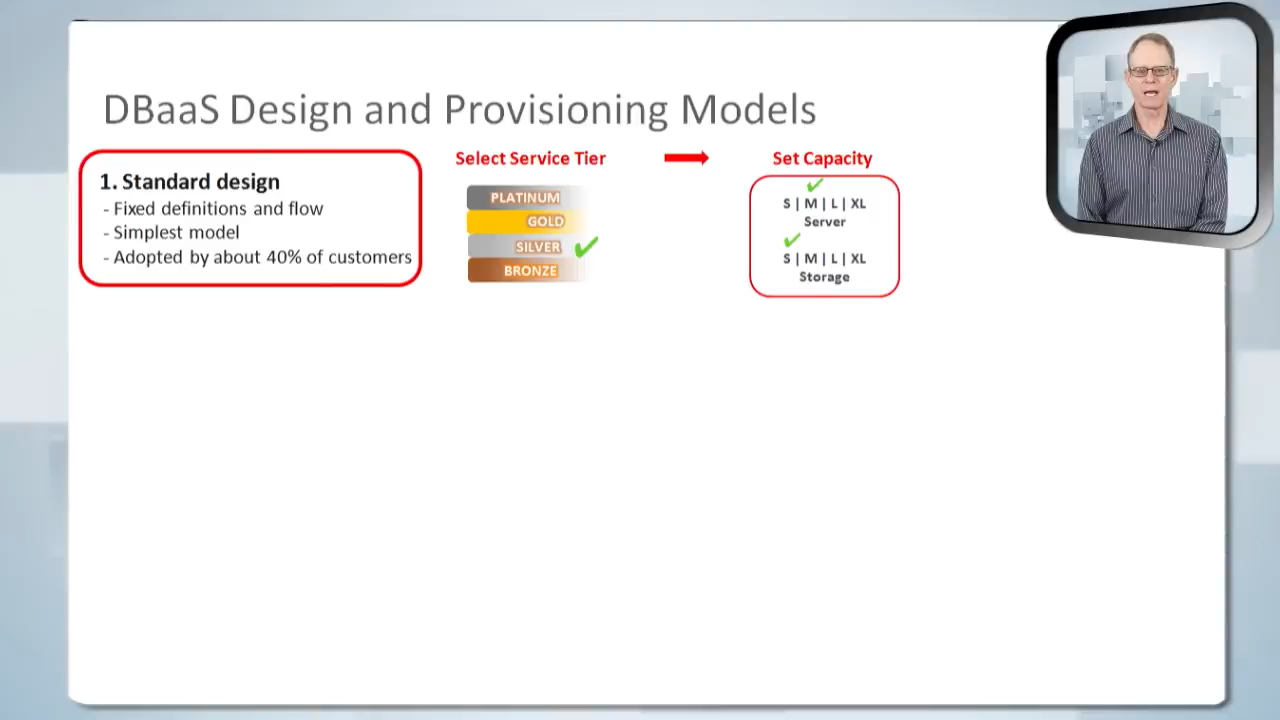 DBaaS Design and Provisioning Models
1. Standard design
- Fixed definitions and flow
- Simplest model
- Adopted by about 40% of customers
Select Service Tier
PLATINUM
GOLD
SILVER
BRONZE
Set Capacity
S | M | L | XL
Server
S | M | L | XL
Storage